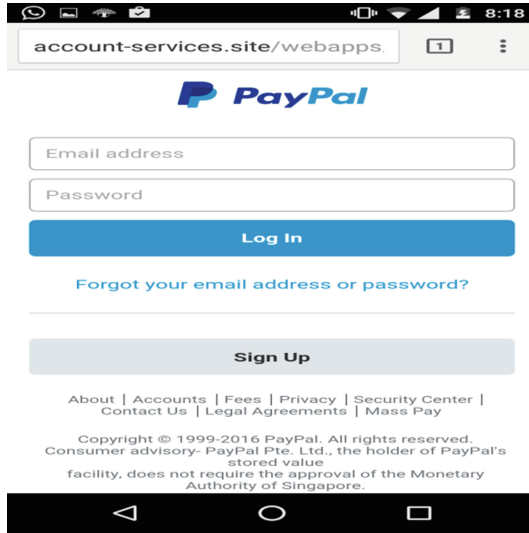 8:18
account-services.site/webapps
1
PayPal
Email address
Password
Log In
Forgot your email address or password?
Sign Up
About | Accounts | Fees | Privacy | Security Center |
Contact Us | Legal Agreements | Mass Pay
Copyright © 1999-2016 PayPal. All rights reserved.
Consumer advisory- PayPal Pte. Ltd., the holder of PayPal's
stored value
facility, does not require the approval of the Monetary
Authority of Singapore.